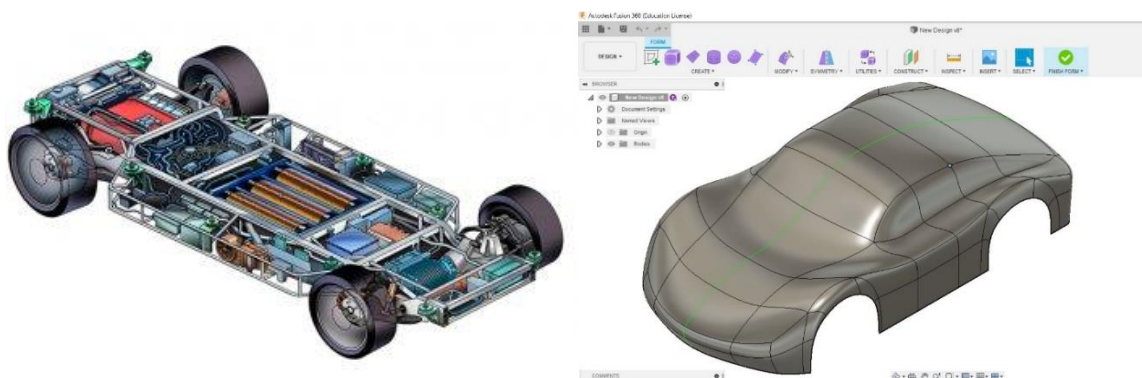 Autodesk Fusion 360 (Education License)
New Design v8*
FORM
DESIGN
CREATE
MODIFY
SYMMETRY
UTILITIES
CONSTRUCT
INSPECT
INSERT
SELECT
FINISH FORM
BROWSER
New Design v8
Document Settings
Named Views
Origin
Bodies
COMMENTS